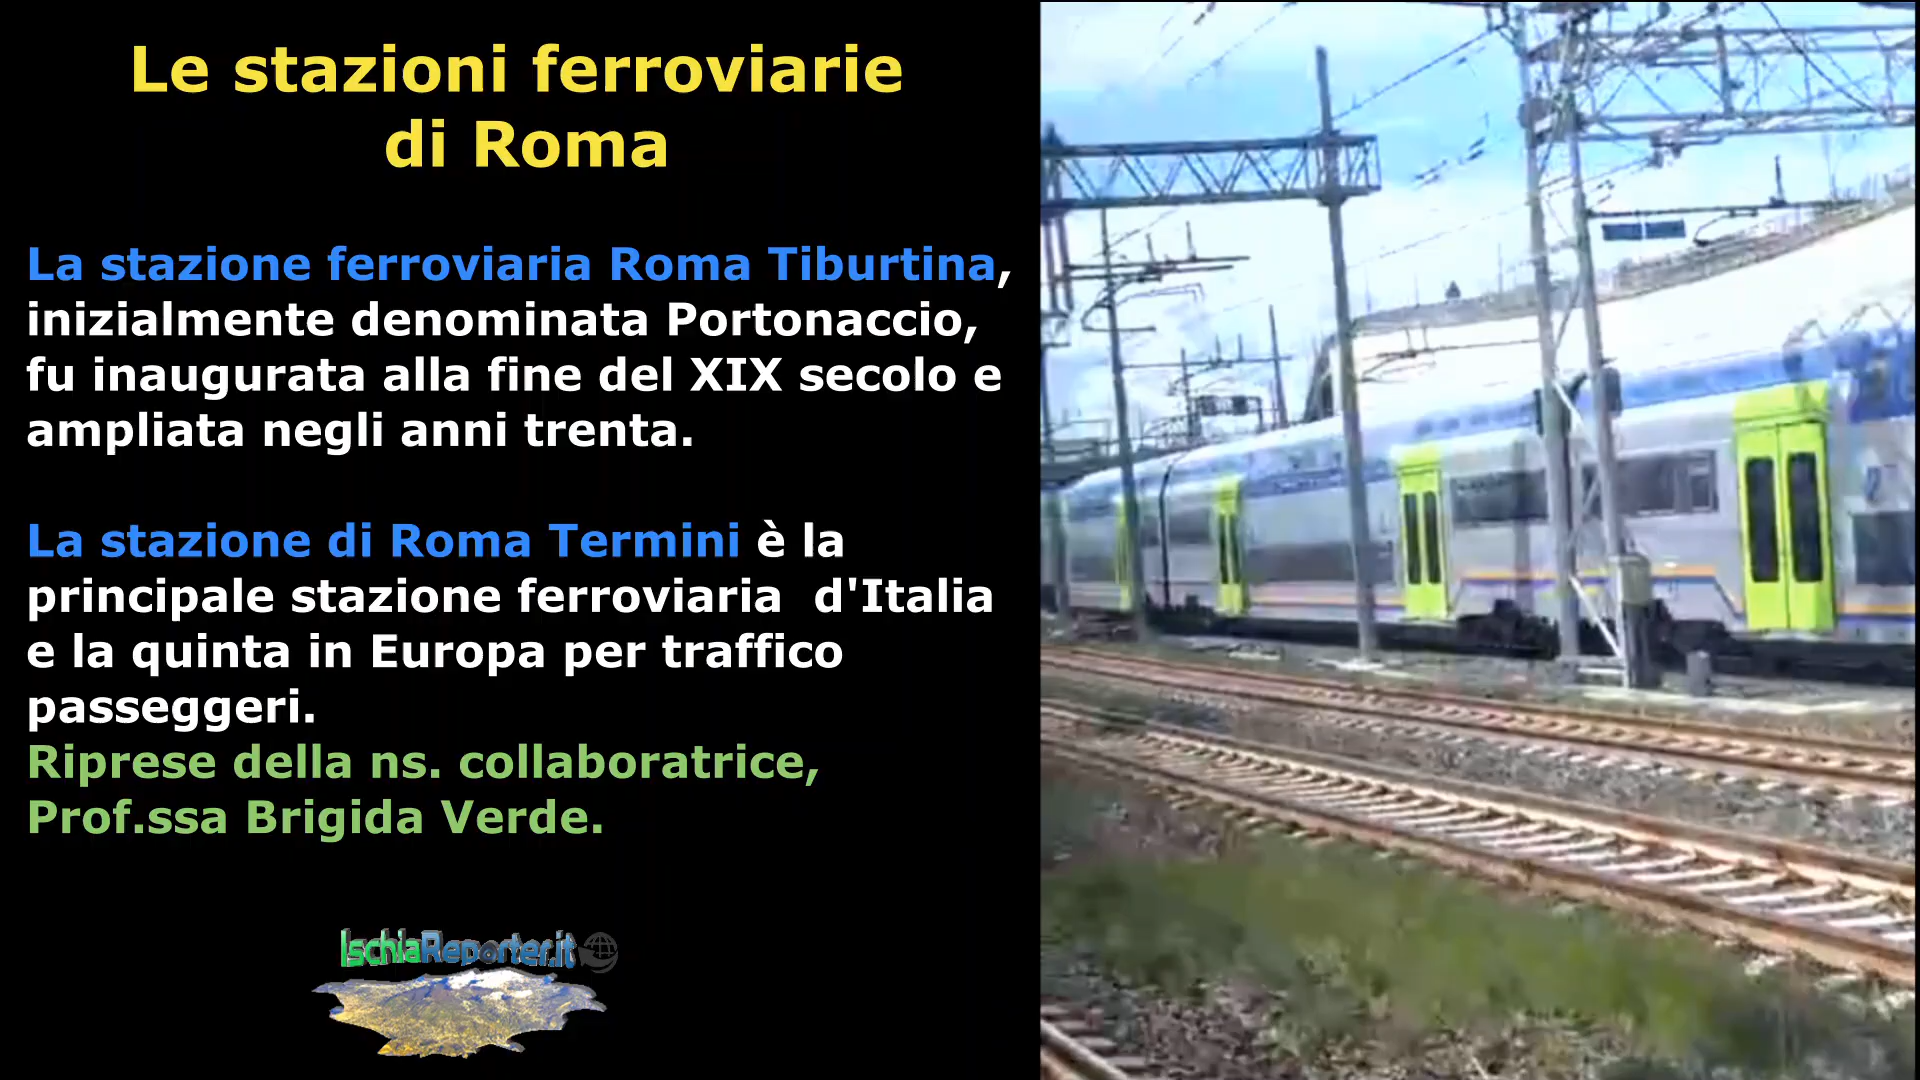 Le stazioni ferroviarie
di Roma
La stazione ferroviaria Roma Tiburtina,
inizialmente denominata Portonaccio,
fu inaugurata alla fine del XIX secolo e
ampliata negli anni trenta.
La stazione di Roma Termini è la
principale stazione ferroviaria  d'Italia
e la quinta in Europa per traffico
passeggeri.
Riprese della ns. collaboratrice,
Prof.ssa Brigida Verde.
IschiaReporter.it